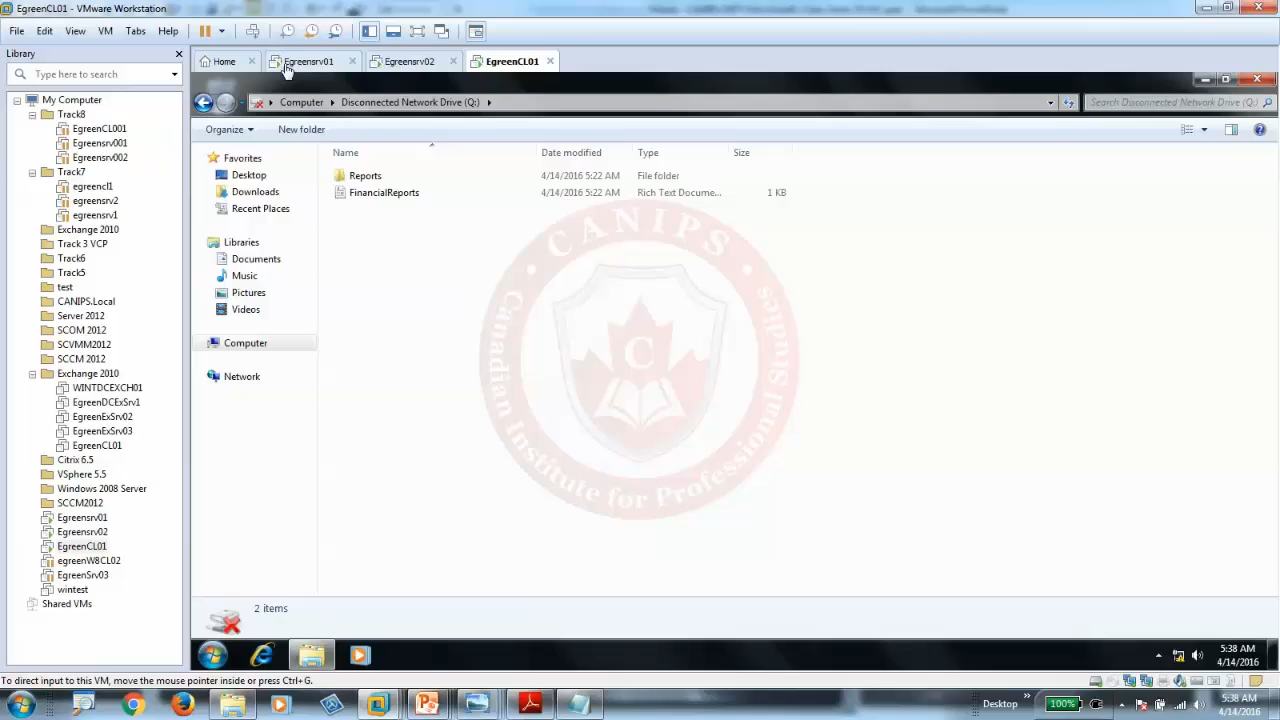 EgreenCL01 - VMware Workstation
File Edit View VM Tabs Help
Library
Type here to search
My Computer
Track8
EgreenCL001
Egreensrv001
Egreensrv002
Track7
egreencl1
egreensrv2
egreensrv1
Exchange 2010
Track 3 VCP
Track6
Track5
test
CANIPS.Local
Server 2012
SCOM 2012
SCVMM2012
SCCM 2012
Exchange 2010
WINTDCEXCH01
EgreenDCExSrv1
EgreenExSrv02
EgreenExSrv03
EgreenCL01
Citrix 6.5
VSphere 5.5
Windows 2008 Server
SCCM2012
Egreensrv01
Egreensrv02
EgreenCL01
egreenW8CL02
EgreenSrv03
wintest
Shared VMs
Home Egreensrv01 Egreensrv02 EgreenCL01
Computer Disconnected Network Drive (Q:)
Search Disconnected Network Drive (Q:)
Organize New folder
Favorites
Desktop
Downloads
Recent Places
Libraries
Documents
Music
Pictures
Videos
Computer
Network
Name Date modified Type Size
Reports 4/14/2016 5:22 AM File folder
FinancialReports 4/14/2016 5:22 AM Rich Text Docume... 1 KB
CANIPS
Canadian Institute for Professional Studies
C
2 items
5:38 AM
4/14/2016
To direct input to this VM, move the mouse pointer inside or press Ctrl+G.
Desktop
100%
5:38 AM
4/14/2016